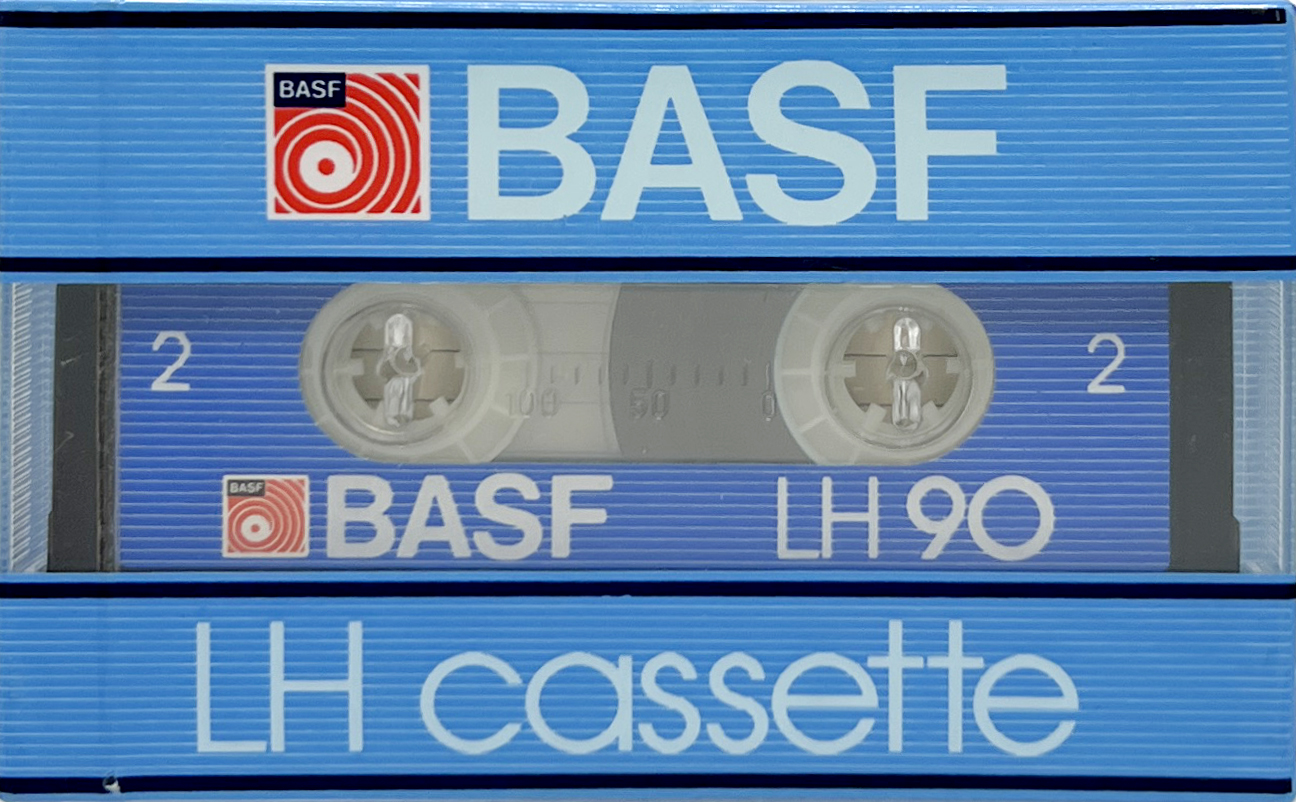 BASF BASF
2 2
100 50 0
BASF BASF LH 90
LH cassette